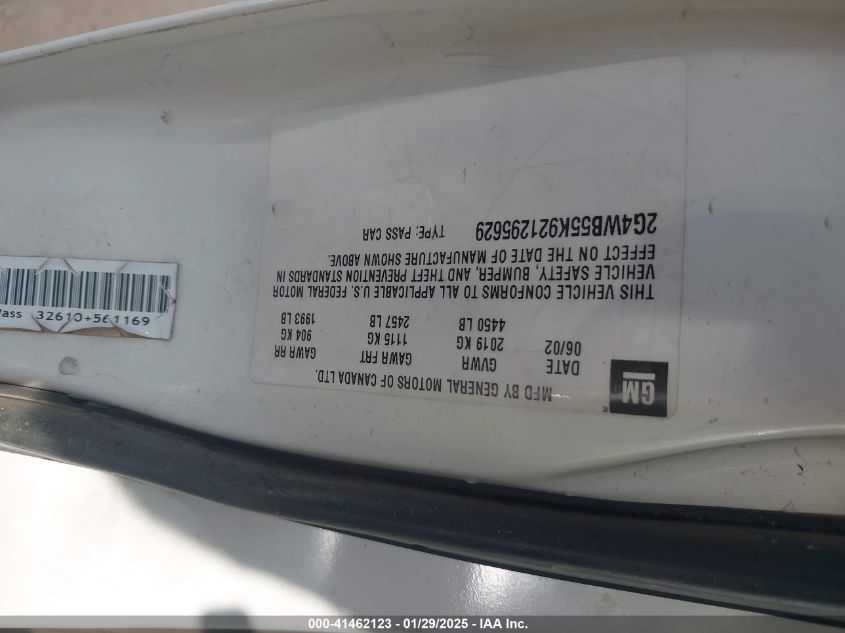 GM
MFD BY GENERAL MOTORS OF CANADA LTD.
DATE GVWR GAWR FRT GAWR RR
06/02 2019 KG 1115 KG 904 KG
4450 LB 2457 LB 1993 LB
THIS VEHICLE CONFORMS TO ALL APPLICABLE U.S. FEDERAL MOTOR
VEHICLE SAFETY, BUMPER, AND THEFT PREVENTION STANDARDS IN
EFFECT ON THE DATE OF MANUFACTURE SHOWN ABOVE.
2G4WB55K921295629 TYPE: PASS CAR
32610+561169
000-41462123 - 01/29/2025 - IAA Inc.